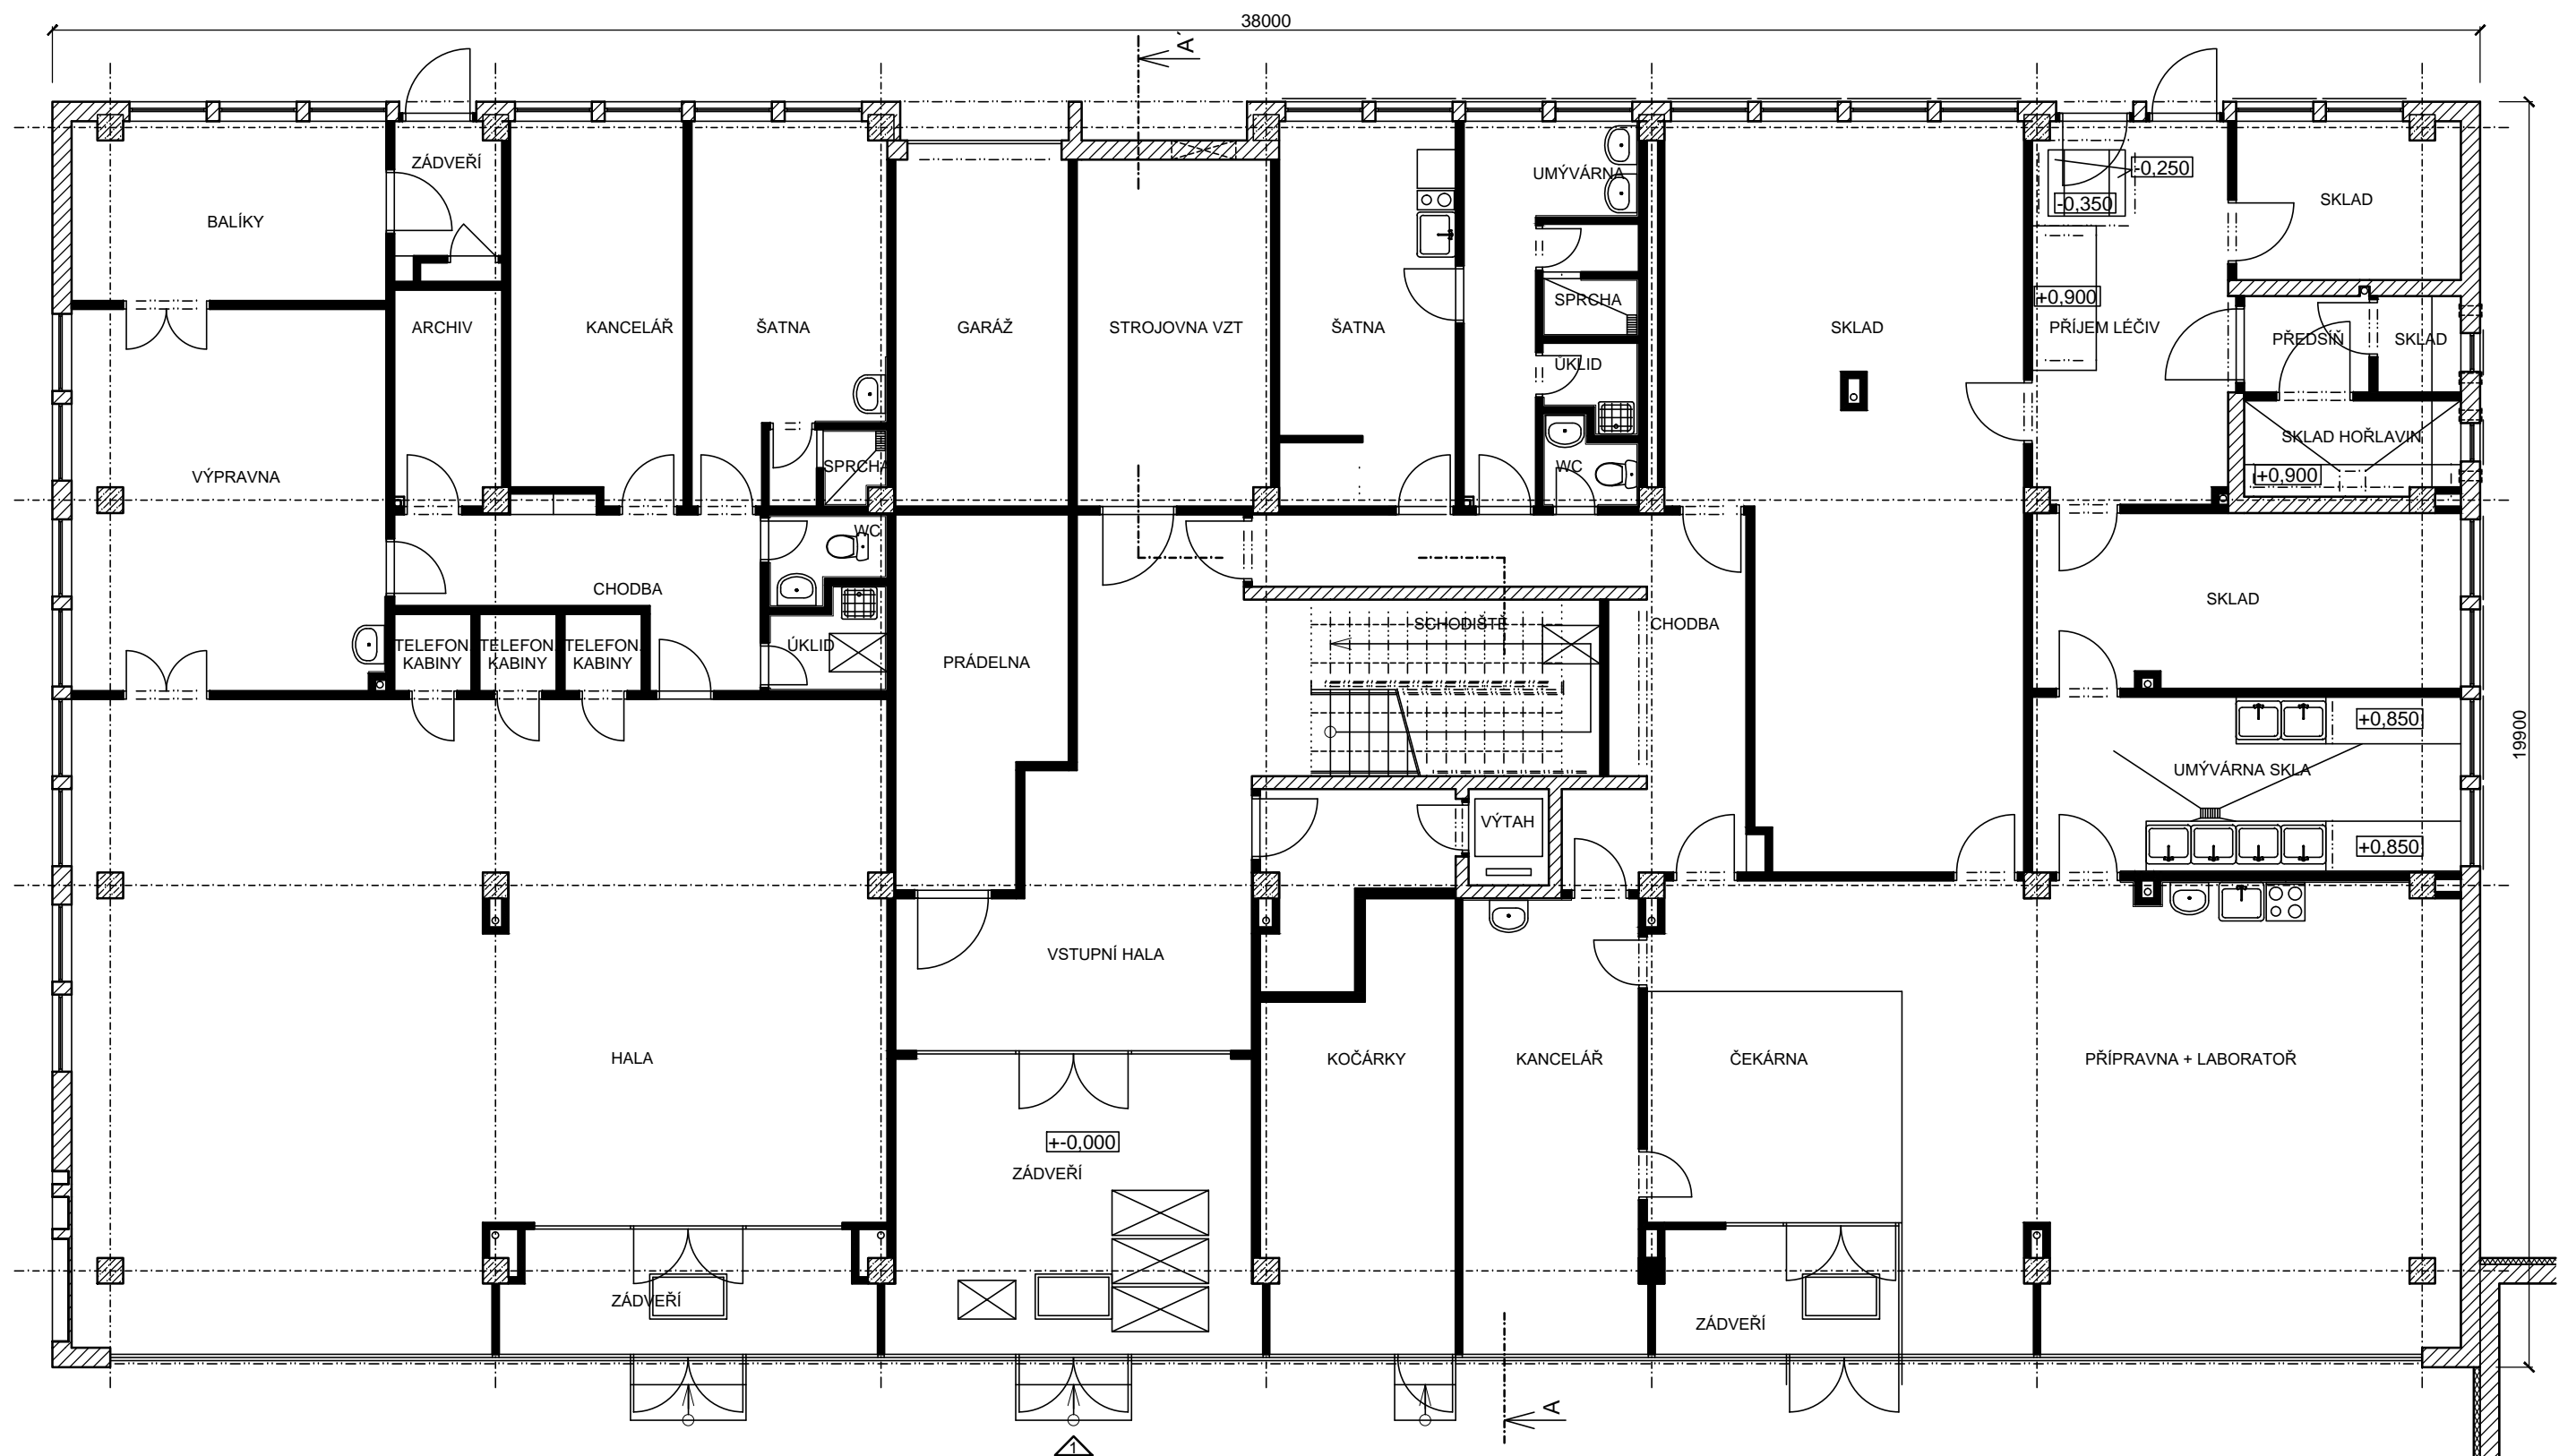 38000
A'
ZÁDVEŘÍ
UMÝVÁRNA
-0,250
-0,350
SKLAD
BALÍKY
+0,900
SPRCHA
ARCHIV
KANCELÁŘ
ŠATNA
GARÁŽ
STROJOVNA VZT
ŠATNA
SKLAD
PŘÍJEM LÉČIV
PŘEDSÍŇ
SKLAD
ÚKLID
SKLAD HOŘLAVIN
VÝPRAVNA
SPRCHA
WC
+0,900
WC
CHODBA
SKLAD
SCHODIŠTĚ
CHODBA
TELEFON.
KABINY
TELEFON.
KABINY
TELEFON.
KABINY
ÚKLID
PRÁDELNA
+0,850
19900
UMÝVÁRNA SKLA
VÝTAH
+0,850
VSTUPNÍ HALA
HALA
KOČÁRKY
KANCELÁŘ
ČEKÁRNA
PŘÍPRAVNA + LABORATOŘ
+-0,000
ZÁDVEŘÍ
ZÁDVEŘÍ
ZÁDVEŘÍ
A
1